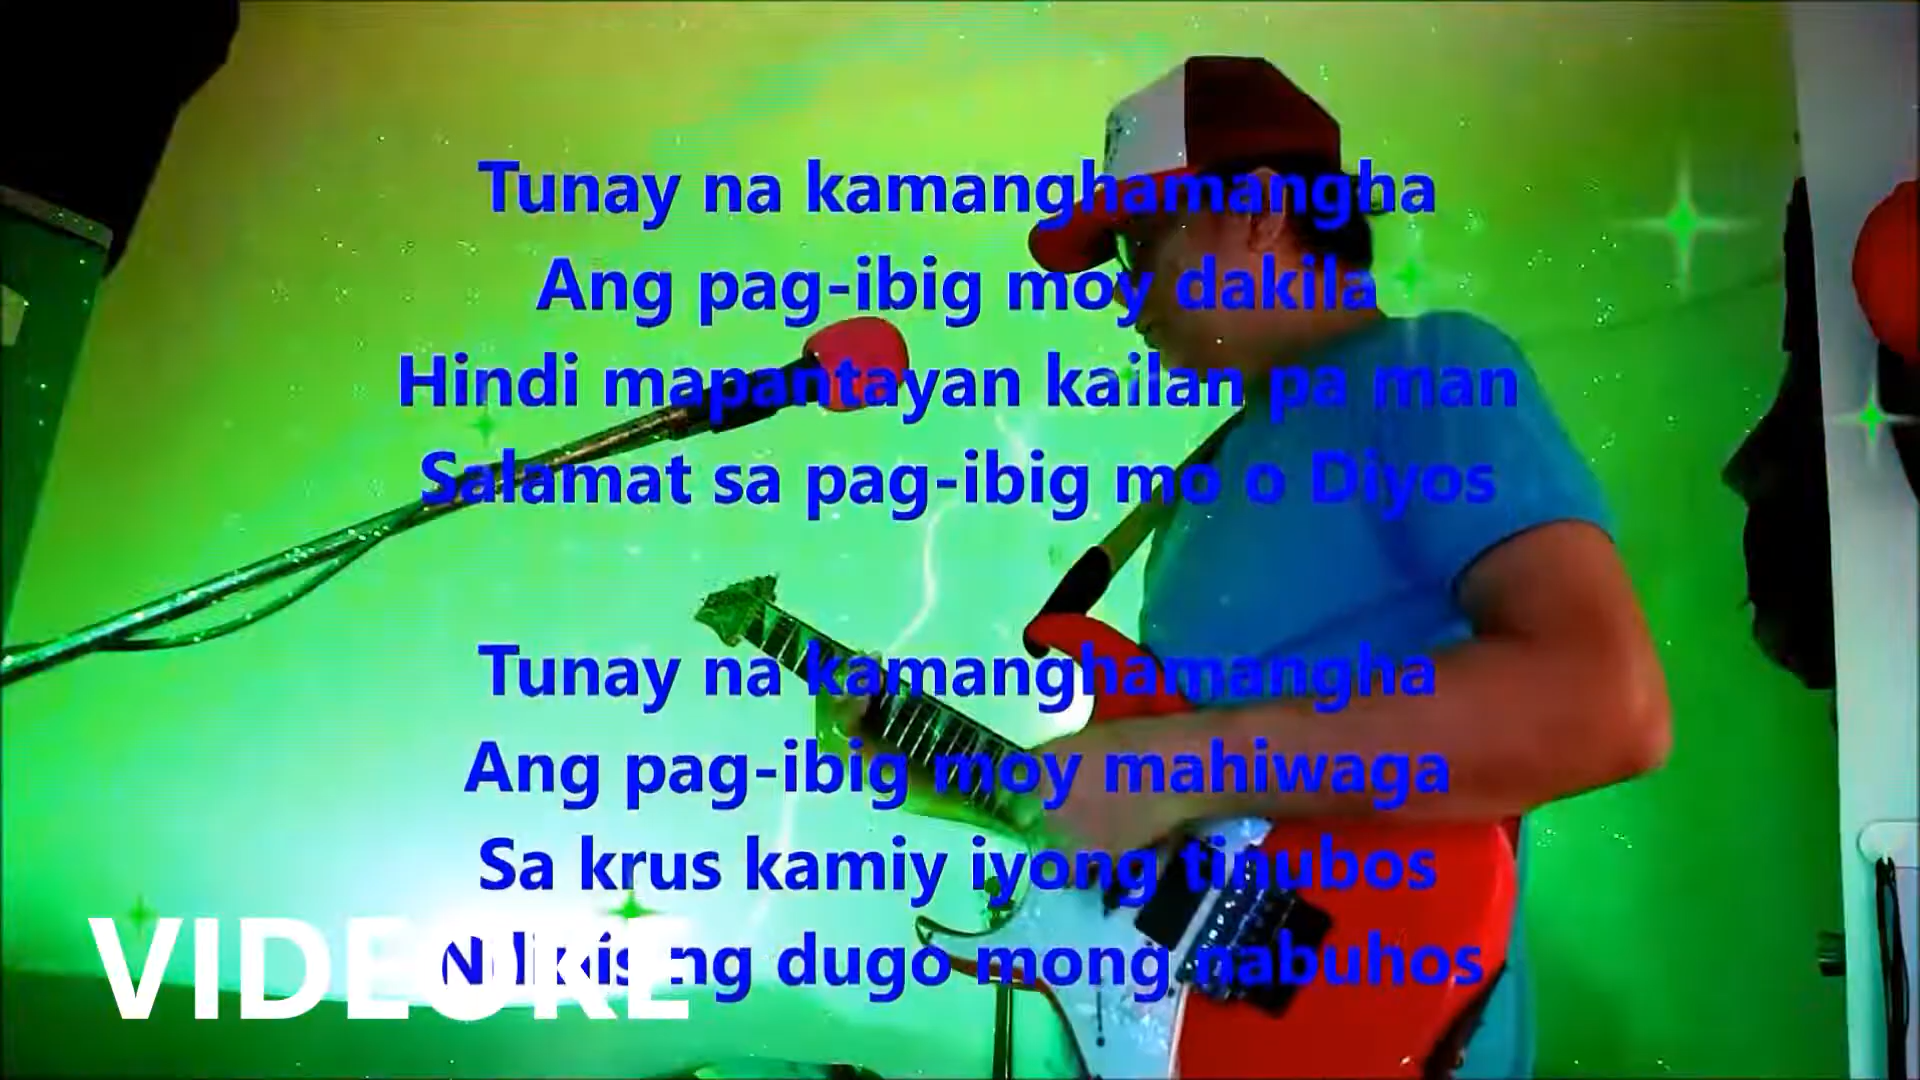 Tunay na kamanghamangha
Ang pag-ibig moy dakila
Hindi mapantayan kailan pa man
Salamat sa pag-ibig mo o Diyos
Tunay na kamanghamangha
Ang pag-ibig moy mahiwaga
Sa krus kamiy iyong tinubos
ng dugo mong nabuhos
VIDEOKE